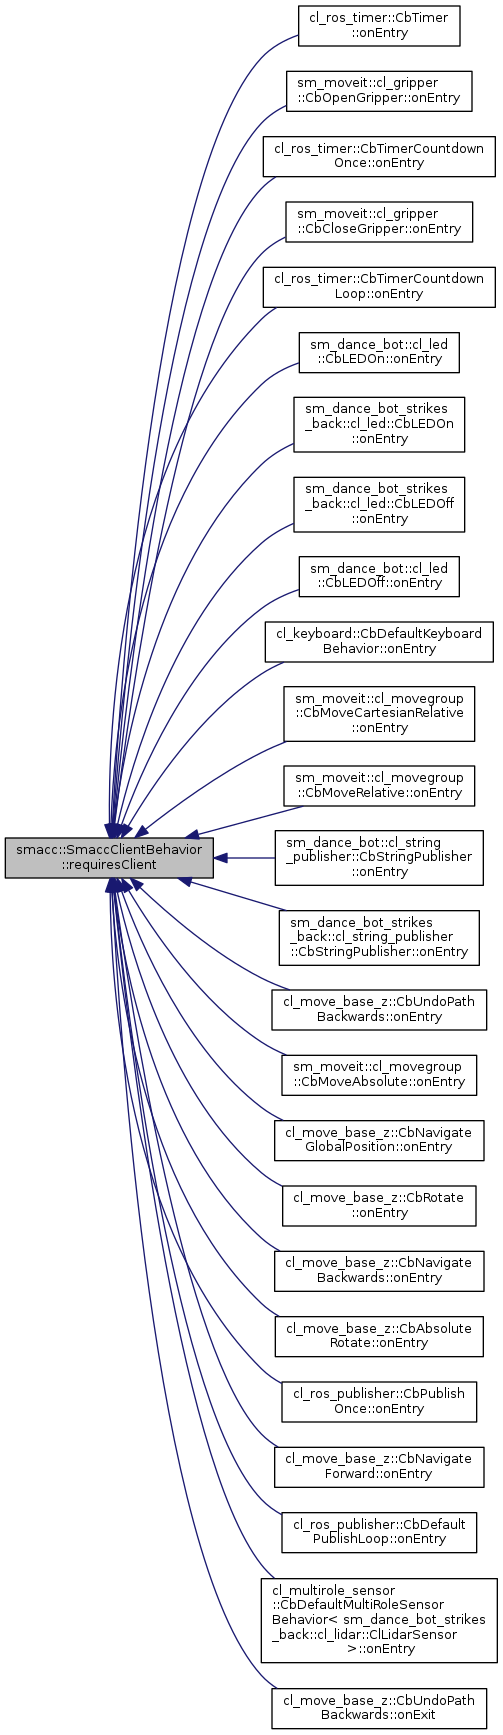 cl_ros_timer::CbTimer
::onEntry
sm_moveit::cl_gripper
::CbOpenGripper::onEntry
cl_ros_timer::CbTimerCountdown
Once::onEntry
sm_moveit::cl_gripper
::CbCloseGripper::onEntry
cl_ros_timer::CbTimerCountdown
Loop::onEntry
sm_dance_bot::cl_led
::CbLEDOn::onEntry
sm_dance_bot_strikes
_back::cl_led::CbLEDOn
::onEntry
sm_dance_bot_strikes
_back::cl_led::CbLEDOff
::onEntry
sm_dance_bot::cl_led
::CbLEDOff::onEntry
cl_keyboard::CbDefaultKeyboard
Behavior::onEntry
sm_moveit::cl_movegroup
::CbMoveCartesianRelative
::onEntry
sm_moveit::cl_movegroup
::CbMoveRelative::onEntry
smacc::SmaccClientBehavior
::requiresClient
sm_dance_bot::cl_string
_publisher::CbStringPublisher
::onEntry
sm_dance_bot_strikes
_back::cl_string_publisher
::CbStringPublisher::onEntry
cl_move_base_z::CbUndoPath
Backwards::onEntry
sm_moveit::cl_movegroup
::CbMoveAbsolute::onEntry
cl_move_base_z::CbNavigate
GlobalPosition::onEntry
cl_move_base_z::CbRotate
::onEntry
cl_move_base_z::CbNavigate
Backwards::onEntry
cl_move_base_z::CbAbsolute
Rotate::onEntry
cl_ros_publisher::CbPublish
Once::onEntry
cl_move_base_z::CbNavigate
Forward::onEntry
cl_ros_publisher::CbDefault
PublishLoop::onEntry
cl_multirole_sensor
::CbDefaultMultiRoleSensor
Behavior< sm_dance_bot_strikes
_back::cl_lidar::ClLidarSensor
>::onEntry
cl_move_base_z::CbUndoPath
Backwards::onExit